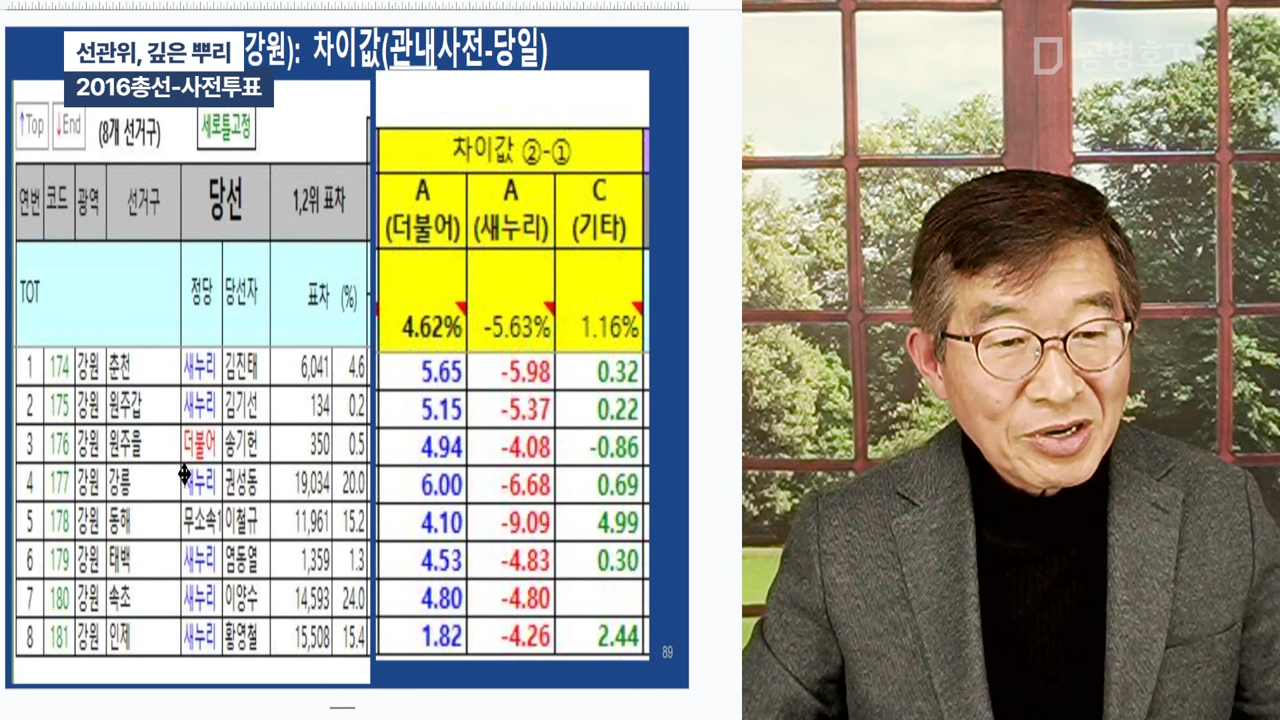 선관위, 깊은 뿌리
강원): 차이값(관내사전-당일)
2016총선-사전투표
↑Top ↓End (8개 선거구) 세로틀고정
연번 코드 광역 선거구 당선 1,2위 표차
TOT 정당 당선자 표차 (%)
1 174 강원 춘천 새누리 김진태 6,041 4.6
2 175 강원 원주갑 새누리 김기선 134 0.2
3 176 강원 원주을 더불어 송기헌 350 0.5
4 177 강원 강릉 새누리 권성동 19,034 20.0
5 178 강원 동해 무소속1 이철규 11,961 15.2
6 179 강원 태백 새누리 염동열 1,359 1.3
7 180 강원 속초 새누리 이양수 14,593 24.0
8 181 강원 인제 새누리 황영철 15,508 15.4
차이값 ②-①
A A C
(더불어) (새누리) (기타)
4.62% -5.63% 1.16%
5.65 -5.98 0.32
5.15 -5.37 0.22
4.94 -4.08 -0.86
6.00 -6.68 0.69
4.10 -9.09 4.99
4.53 -4.83 0.30
4.80 -4.80
1.82 -4.26 2.44
89
공병호TV